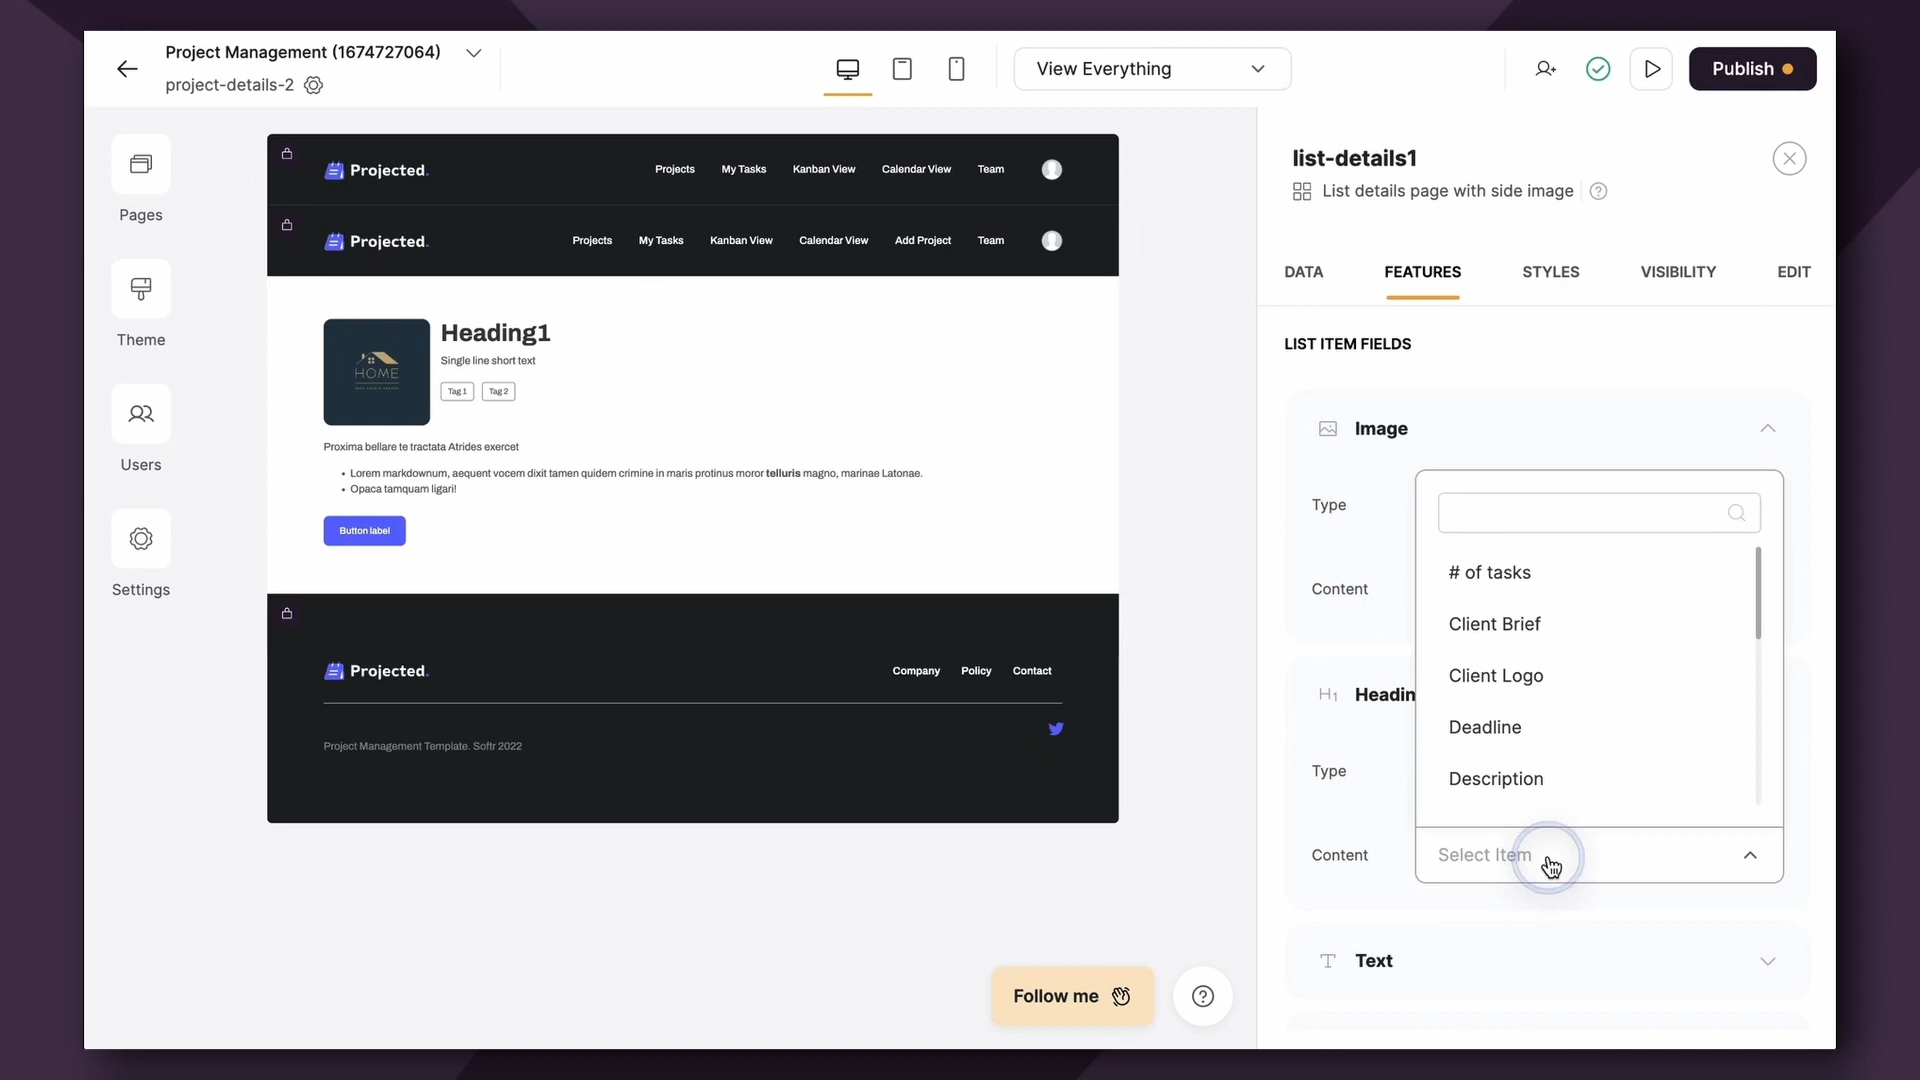 Project Management (1674727064)
project-details-2
View Everything
Publish
Pages
Theme
Users
Settings
Projected.
Projects
My Tasks
Kanban View
Calendar View
Team
Projected.
Projects
My Tasks
Kanban View
Calendar View
Add Project
Team
HOME
Heading1
Single line short text
Tag 1
Tag 2
Proxima bellare te tractata Atrides exercet
• Lorem markdownum, aequent vocem dixit tamen quidem crimine in maris protinus moror telluris magno, marinae Latonae.
• Opaca tamquam ligari!
Button label
Projected.
Company
Policy
Contact
Project Management Template. Softr 2022
Follow me
list-details1
List details page with side image
DATA
FEATURES
STYLES
VISIBILITY
EDIT
LIST ITEM FIELDS
Image
Type
Content
# of tasks
Client Brief
Client Logo
Deadline
Description
H1 Headin
Type
Content
Select Item
Text